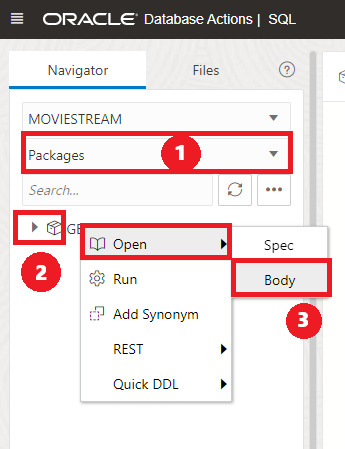 ORACLE Database Actions | SQL
Navigator
Files
MOVIESTREAM
Packages
1
Search...
2
Open
Spec
Run
Body
Add Synonym
3
REST
Quick DDL